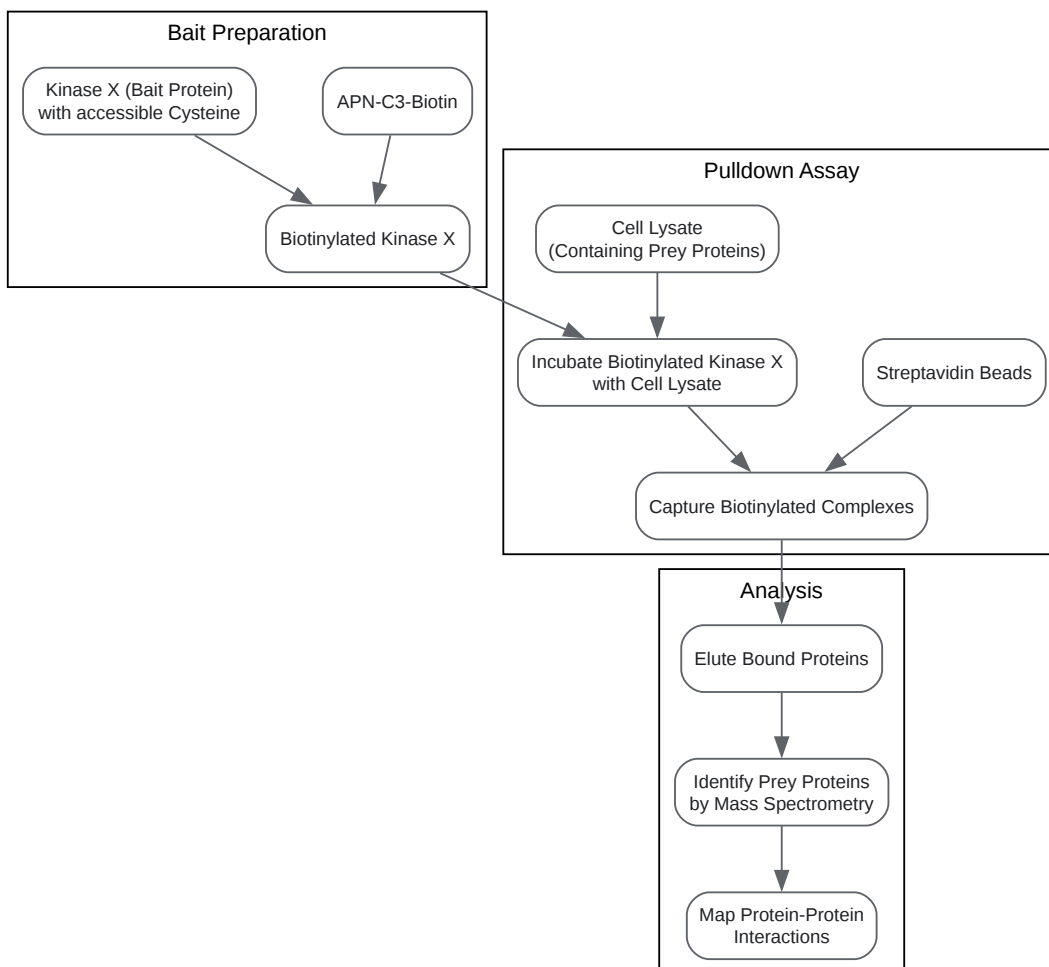 Bait Preparation
Kinase X (Bait Protein)
with accessible Cysteine
APN-C3-Biotin
Biotinylated Kinase X
Pulldown Assay
Cell Lysate
(Containing Prey Proteins)
Incubate Biotinylated Kinase X
with Cell Lysate
Streptavidin Beads
Capture Biotinylated Complexes
Analysis
Elute Bound Proteins
Identify Prey Proteins
by Mass Spectrometry
Map Protein-Protein
Interactions